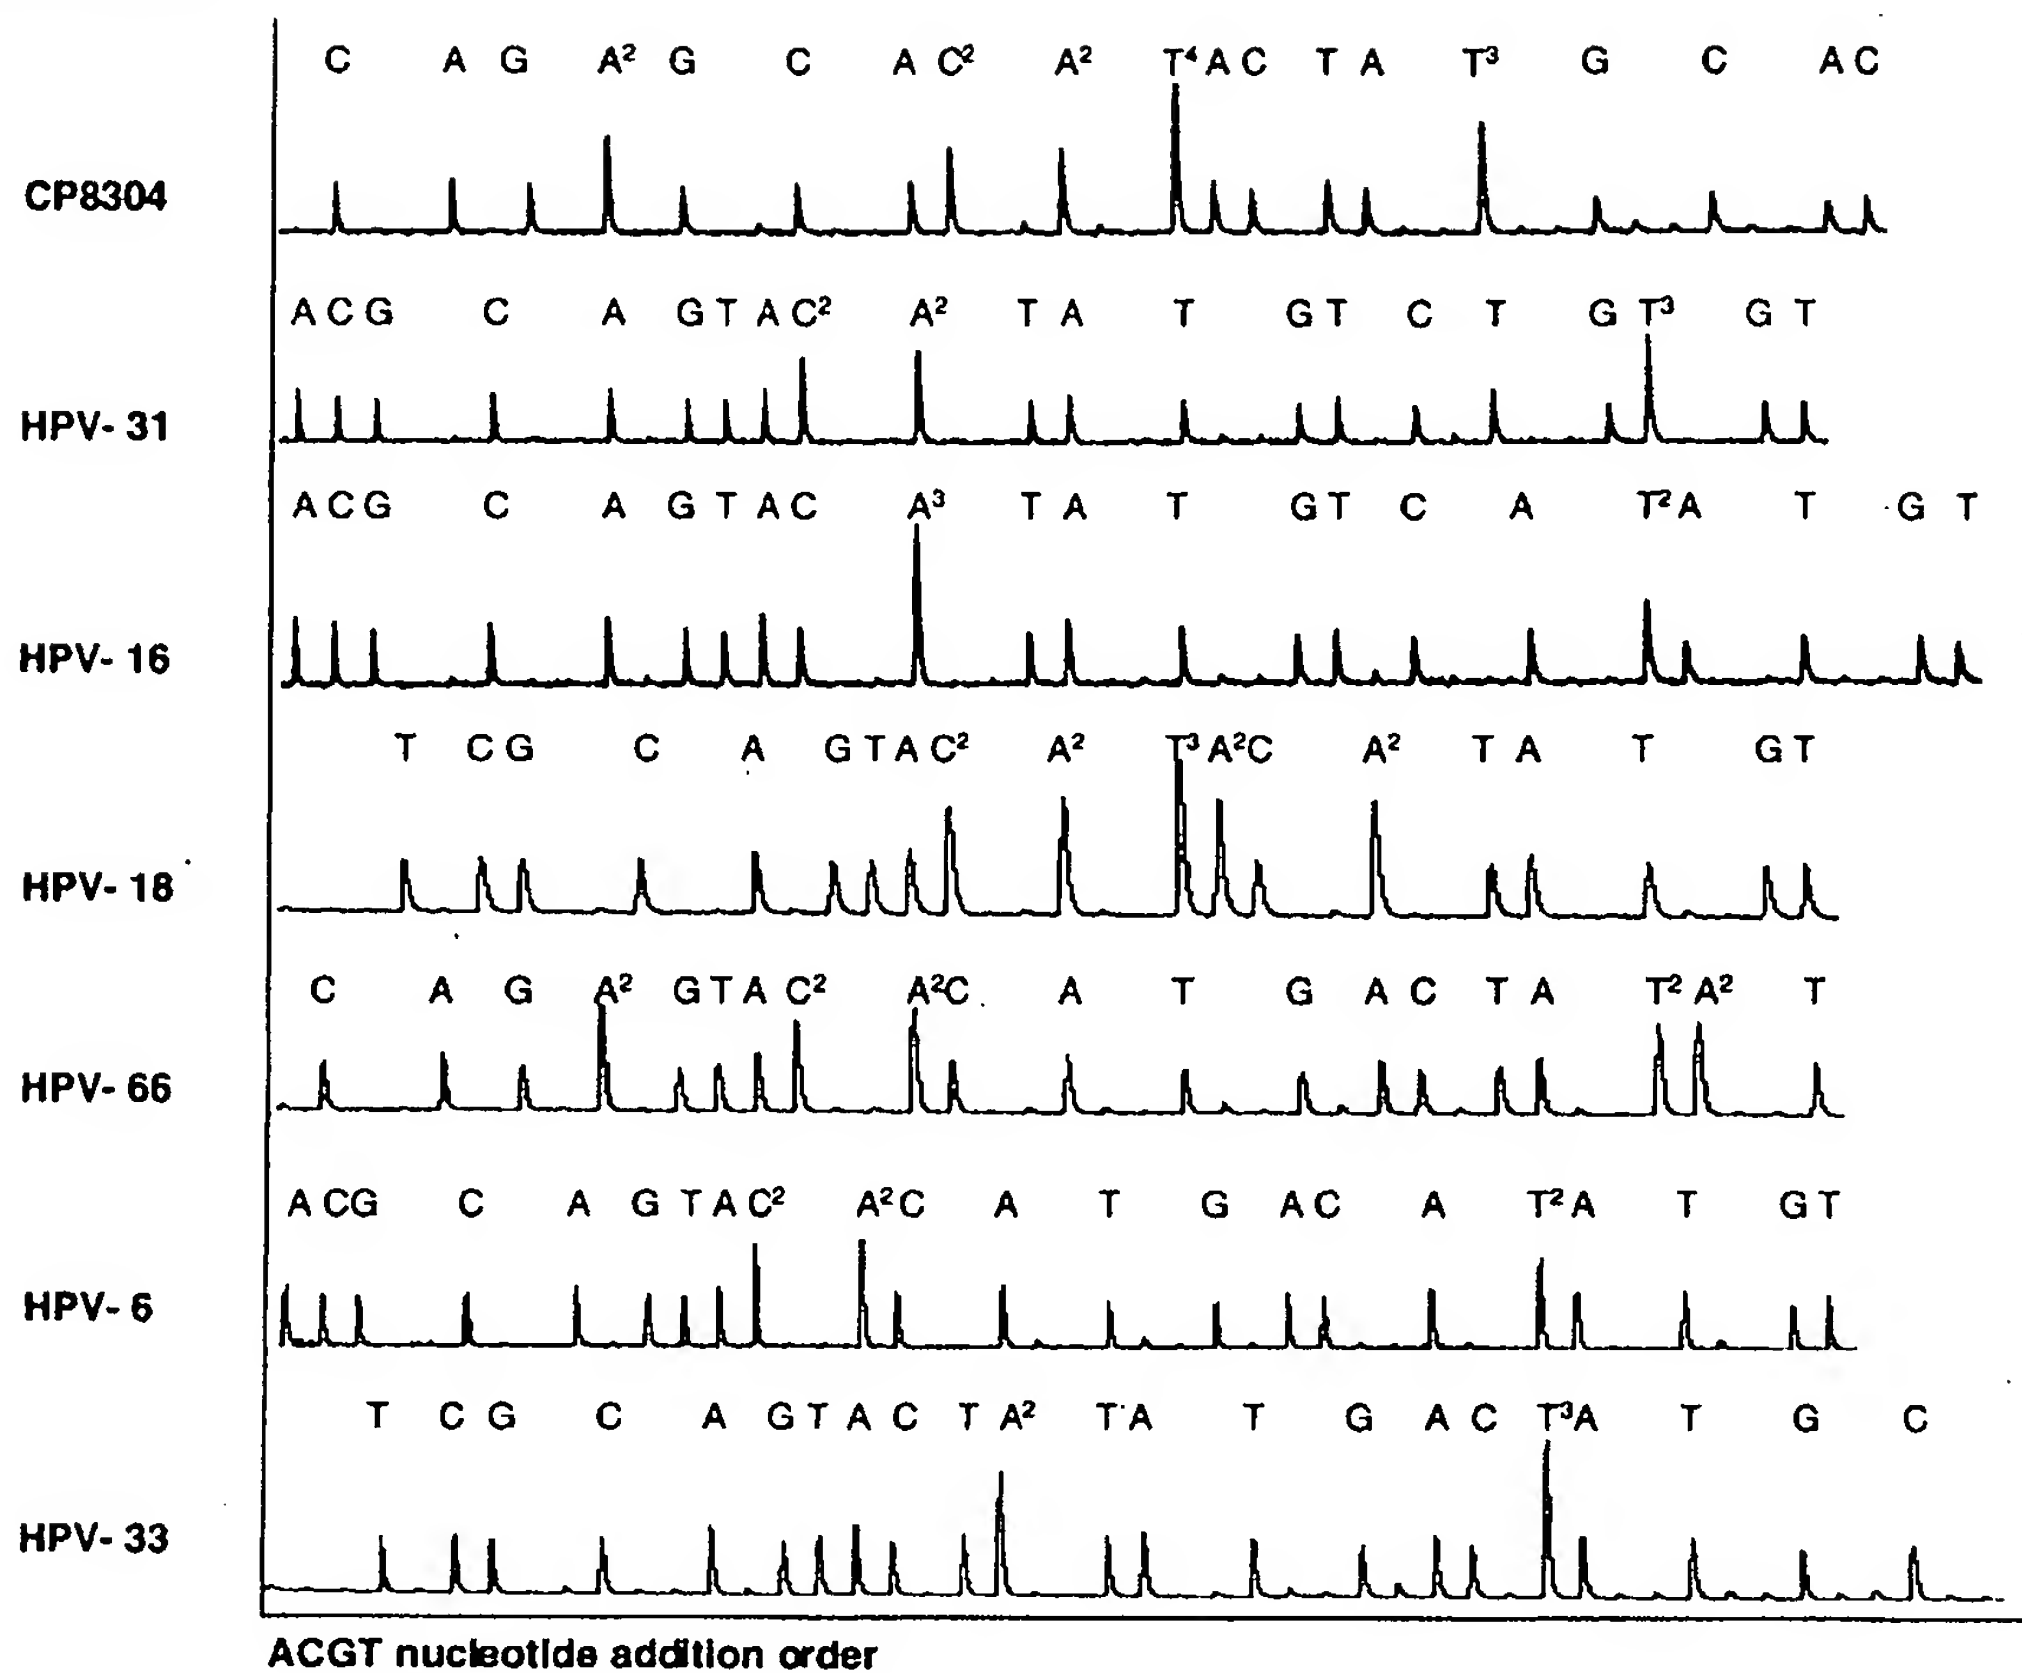 C A G A² G C A C² A² T⁴ A C T A T³ G C A C
CP8304
A C G C A G T A C² A² T A T G T C T G T³ G T
HPV- 31
A C G C A G T A C A³ T A T G T C A T² A T G T
HPV- 16
T C G C A G T A C² A² T³ A² C A² T A T G T
HPV- 18
C A G A² G T A C² A² C A T G A C T A T² A² T
HPV- 66
A C G C A G T A C² A² C A T G A C A T² A T G T
HPV- 6
T C G C A G T A C T A² T A T G A C T³ A T G C
HPV- 33
ACGT nucleotide addition order